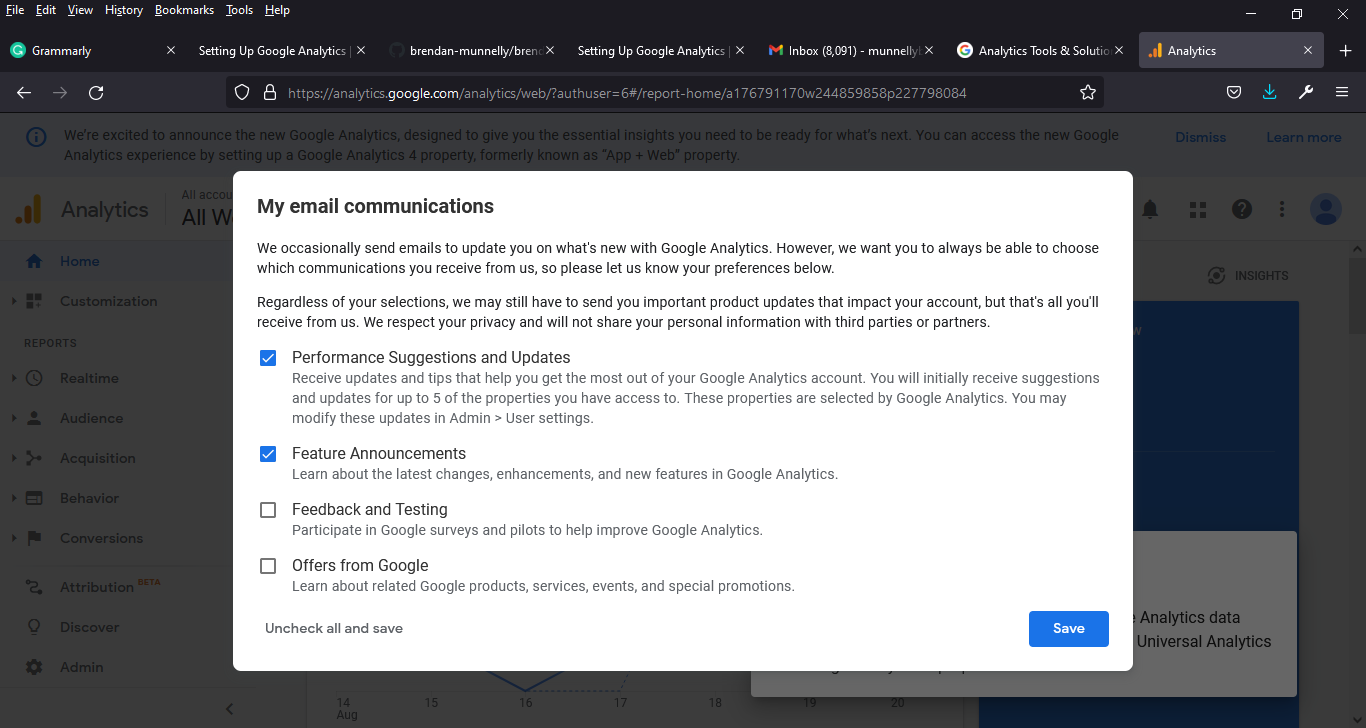 File Edit View History Bookmarks Tools Help
Grammarly
Setting Up Google Analytics |
brendan-munnelly/brend
Setting Up Google Analytics |
Inbox (8,091) - munnelly
Analytics Tools & Solutio
Analytics
https://analytics.google.com/analytics/web/?authuser=6#/report-home/a176791170w244859858p227798084
We're excited to announce the new Google Analytics, designed to give you the essential insights you need to be ready for what's next. You can access the new Google
Analytics experience by setting up a Google Analytics 4 property, formerly known as "App + Web" property.
Dismiss
Learn more
Analytics
All accou
All W
Home
Customization
REPORTS
Realtime
Audience
Acquisition
Behavior
Conversions
Attribution BETA
Discover
Admin
INSIGHTS
My email communications
We occasionally send emails to update you on what's new with Google Analytics. However, we want you to always be able to choose
which communications you receive from us, so please let us know your preferences below.
Regardless of your selections, we may still have to send you important product updates that impact your account, but that's all you'll
receive from us. We respect your privacy and will not share your personal information with third parties or partners.
Performance Suggestions and Updates
Receive updates and tips that help you get the most out of your Google Analytics account. You will initially receive suggestions
and updates for up to 5 of the properties you have access to. These properties are selected by Google Analytics. You may
modify these updates in Admin > User settings.
Feature Announcements
Learn about the latest changes, enhancements, and new features in Google Analytics.
Feedback and Testing
Participate in Google surveys and pilots to help improve Google Analytics.
Offers from Google
Learn about related Google products, services, events, and special promotions.
Uncheck all and save
Save
Analytics data
Universal Analytics
14 15 16 17 18 19 20
Aug